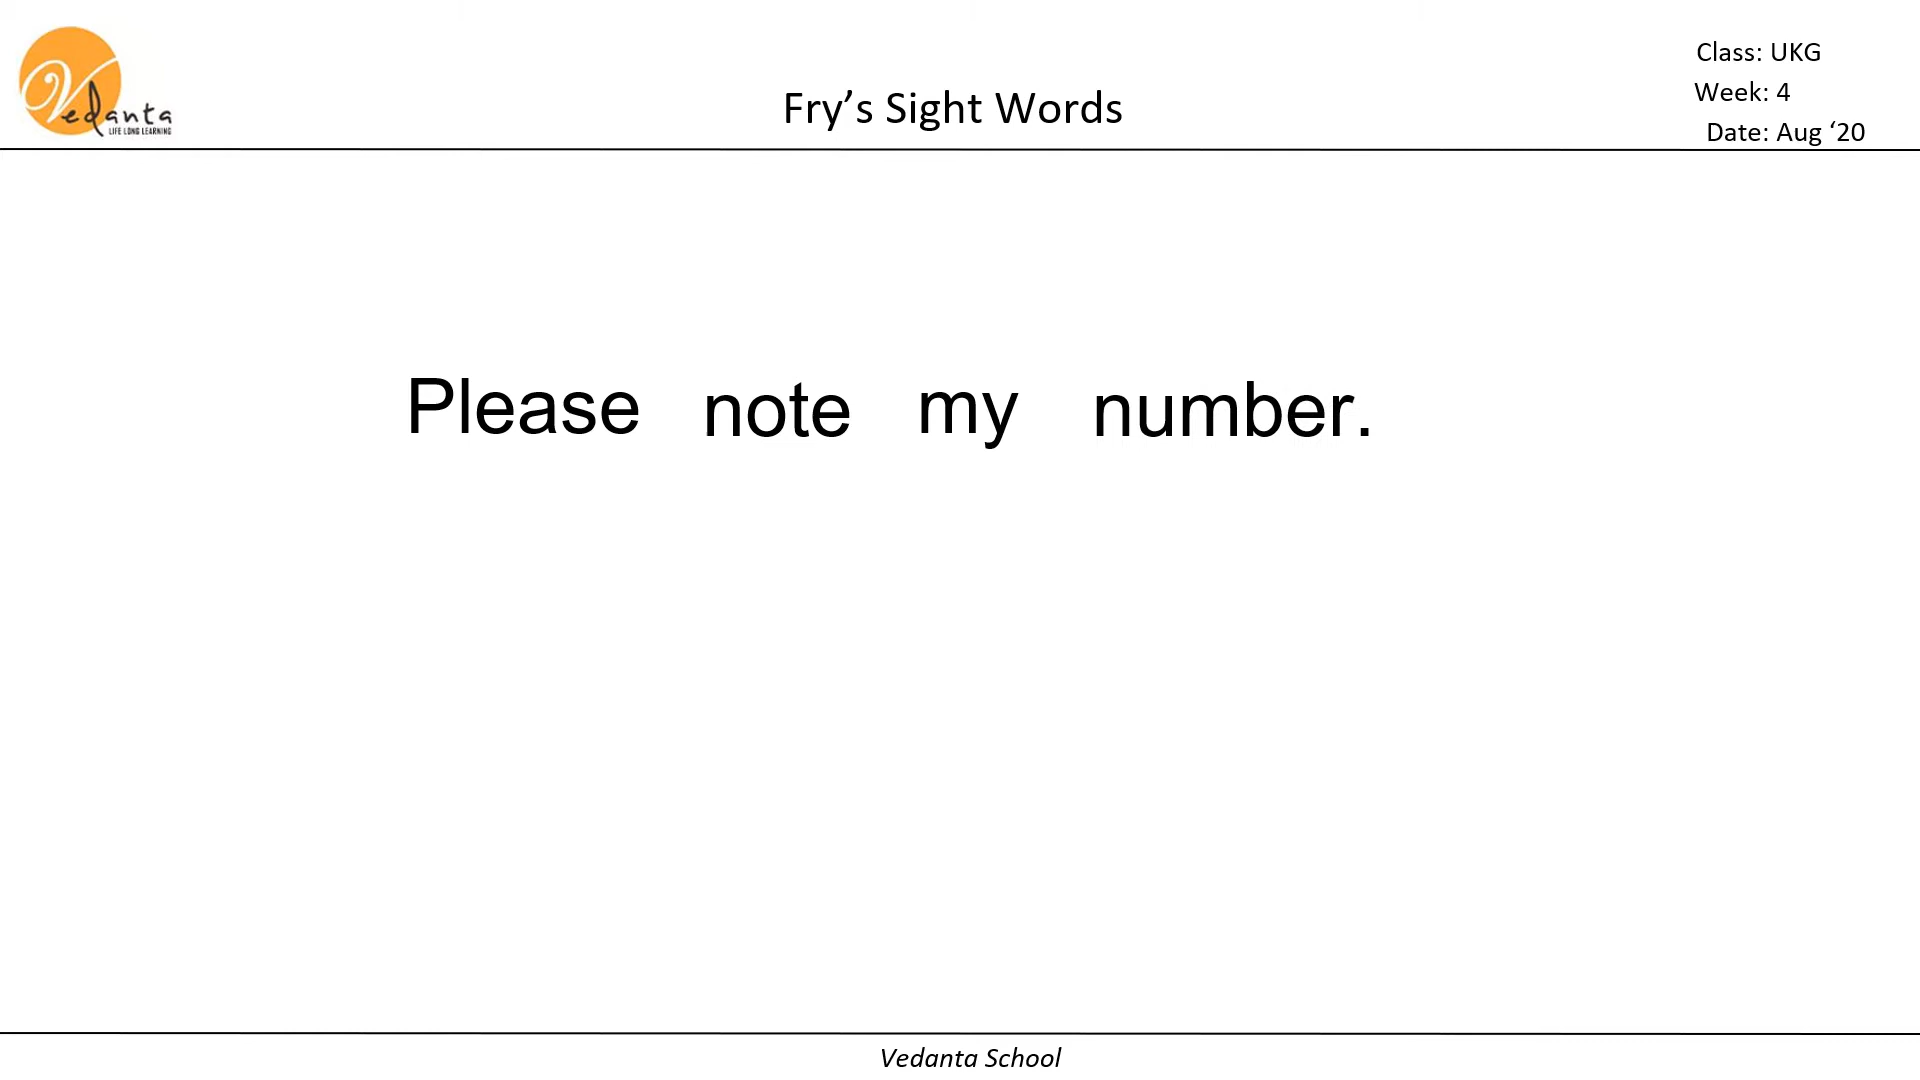 Vedanta
LIFE LONG LEARNING
Fry’s Sight Words
Class: UKG
Week: 4
Date: Aug ‘20
Please note my number.
Vedanta School